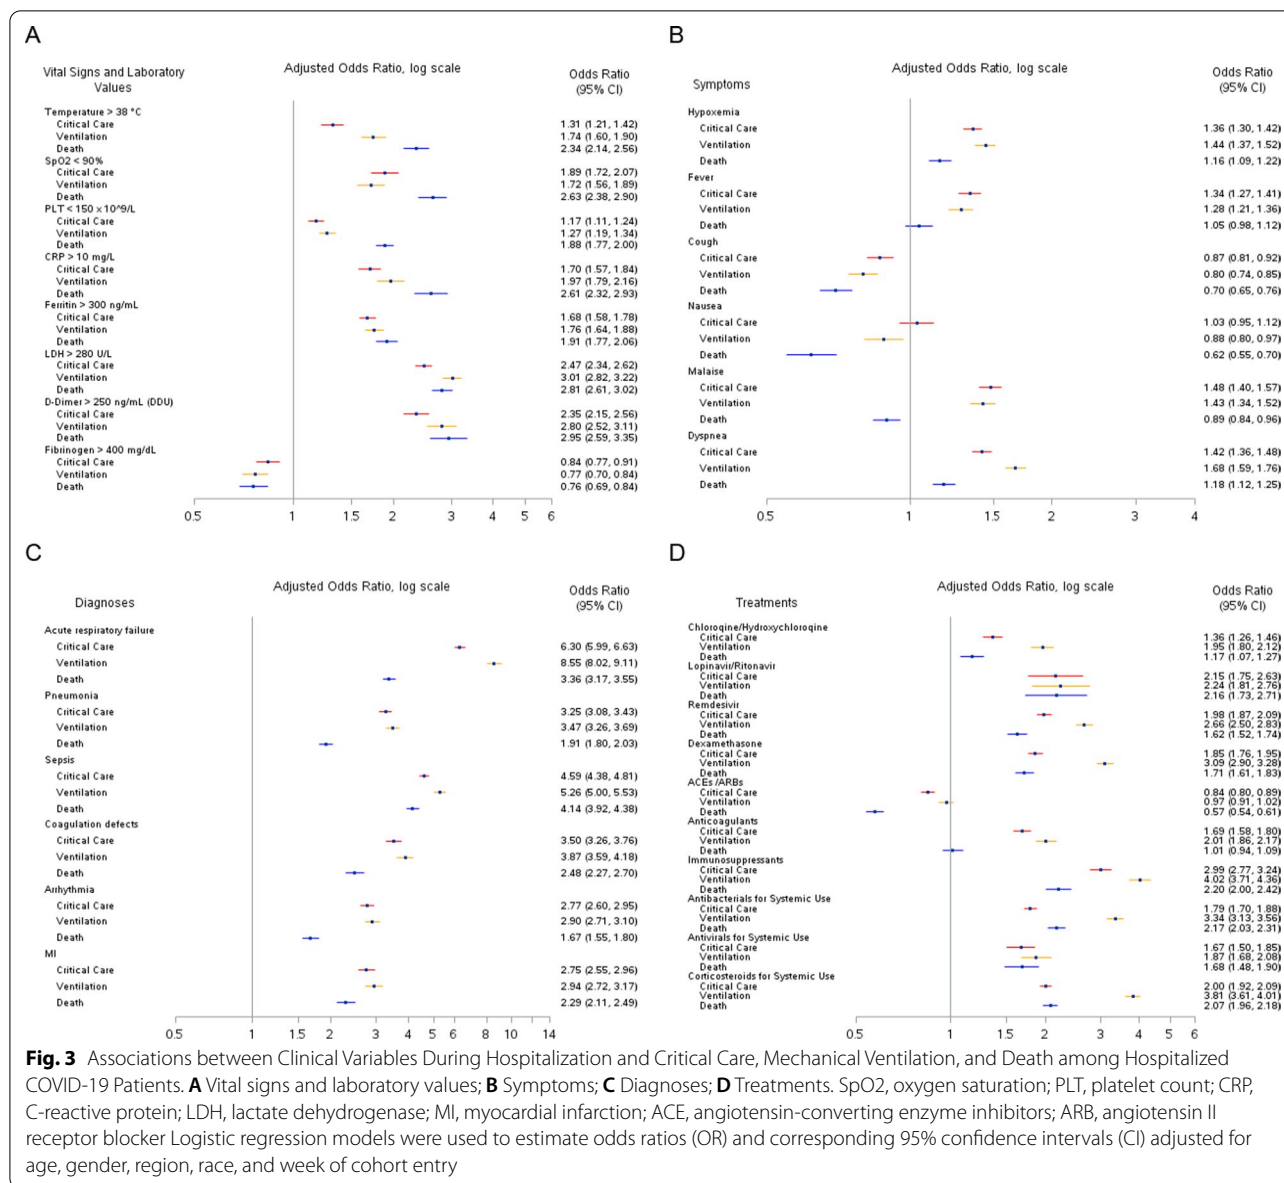 A
Adjusted Odds Ratio, log scale
Vital Signs and Laboratory
Values
Odds Ratio
(95% CI)
Temperature > 38 °C
Critical Care 1.31 (1.21, 1.42)
Ventilation 1.74 (1.60, 1.90)
Death 2.34 (2.14, 2.56)
SpO2 < 90%
Critical Care 1.89 (1.72, 2.07)
Ventilation 1.72 (1.56, 1.89)
Death 2.63 (2.38, 2.90)
PLT < 150 ×10^9/L
Critical Care 1.17 (1.11, 1.24)
Ventilation 1.27 (1.19, 1.34)
Death 1.88 (1.77, 2.00)
CRP > 10 mg/L
Critical Care 1.70 (1.57, 1.84)
Ventilation 1.97 (1.79, 2.16)
Death 2.61 (2.32, 2.93)
Ferritin > 300 ng/mL
Critical Care 1.68 (1.58, 1.78)
Ventilation 1.76 (1.64, 1.88)
Death 1.91 (1.77, 2.06)
LDH > 280 U/L
Critical Care 2.47 (2.34, 2.62)
Ventilation 3.01 (2.82, 3.22)
Death 2.81 (2.61, 3.02)
D-Dimer > 250 ng/mL (DDU)
Critical Care 2.35 (2.15, 2.56)
Ventilation 2.80 (2.52, 3.11)
Death 2.95 (2.59, 3.35)
Fibrinogen > 400 mg/dL
Critical Care 0.84 (0.77, 0.91)
Ventilation 0.77 (0.70, 0.84)
Death 0.76 (0.69, 0.84)
0.5 1 1.5 2 3 4 5 6
B
Adjusted Odds Ratio, log scale
Symptoms
Odds Ratio
(95% CI)
Hypoxemia
Critical Care 1.36 (1.30, 1.42)
Ventilation 1.44 (1.37, 1.52)
Death 1.16 (1.09, 1.22)
Fever
Critical Care 1.34 (1.27, 1.41)
Ventilation 1.28 (1.21, 1.36)
Death 1.05 (0.98, 1.12)
Cough
Critical Care 0.87 (0.81, 0.92)
Ventilation 0.80 (0.74, 0.85)
Death 0.70 (0.65, 0.76)
Nausea
Critical Care 1.03 (0.95, 1.12)
Ventilation 0.88 (0.80, 0.97)
Death 0.62 (0.55, 0.70)
Malaise
Critical Care 1.48 (1.40, 1.57)
Ventilation 1.43 (1.34, 1.52)
Death 0.89 (0.84, 0.96)
Dyspnea
Critical Care 1.42 (1.36, 1.48)
Ventilation 1.68 (1.59, 1.76)
Death 1.18 (1.12, 1.25)
0.5 1 1.5 2 3 4
C
Adjusted Odds Ratio, log scale
Diagnoses
Odds Ratio
(95% CI)
Acute respiratory failure
Critical Care 6.30 (5.99, 6.63)
Ventilation 8.55 (8.02, 9.11)
Death 3.36 (3.17, 3.55)
Pneumonia
Critical Care 3.25 (3.08, 3.43)
Ventilation 3.47 (3.26, 3.69)
Death 1.91 (1.80, 2.03)
Sepsis
Critical Care 4.59 (4.38, 4.81)
Ventilation 5.26 (5.00, 5.53)
Death 4.14 (3.92, 4.38)
Coagulation defects
Critical Care 3.50 (3.26, 3.76)
Ventilation 3.87 (3.59, 4.18)
Death 2.48 (2.27, 2.70)
Arrhythmia
Critical Care 2.77 (2.60, 2.95)
Ventilation 2.90 (2.71, 3.10)
Death 1.67 (1.55, 1.80)
MI
Critical Care 2.75 (2.55, 2.96)
Ventilation 2.94 (2.72, 3.17)
Death 2.29 (2.11, 2.49)
0.5 1 2 3 4 6 8 10 14
D
Adjusted Odds Ratio, log scale
Treatments
Odds Ratio
(95% CI)
Chloroqine/Hydroxychloroqine
Critical Care 1.36 (1.26, 1.46)
Ventilation 1.95 (1.80, 2.12)
Death 1.17 (1.07, 1.27)
Lopinavir/Ritonavir
Critical Care 2.15 (1.75, 2.63)
Ventilation 2.24 (1.81, 2.76)
Death 2.16 (1.73, 2.71)
Remdesivir
Critical Care 1.98 (1.87, 2.09)
Ventilation 2.66 (2.50, 2.83)
Death 1.62 (1.52, 1.74)
Dexamethasone
Critical Care 1.85 (1.76, 1.95)
Ventilation 3.09 (2.90, 3.28)
Death 1.71 (1.61, 1.83)
ACEs /ARBs
Critical Care 0.84 (0.80, 0.89)
Ventilation 0.97 (0.91, 1.02)
Death 0.57 (0.54, 0.61)
Anticoagulants
Critical Care 1.69 (1.58, 1.80)
Ventilation 2.01 (1.86, 2.17)
Death 1.01 (0.94, 1.09)
Immunosuppressants
Critical Care 2.99 (2.77, 3.24)
Ventilation 4.02 (3.71, 4.36)
Death 2.20 (2.00, 2.42)
Antibacterials for Systemic Use
Critical Care 1.79 (1.70, 1.88)
Ventilation 3.34 (3.13, 3.56)
Death 2.17 (2.03, 2.31)
Antivirals for Systemic Use
Critical Care 1.67 (1.50, 1.85)
Ventilation 1.87 (1.68, 2.08)
Death 1.68 (1.48, 1.90)
Corticosteroids for Systemic Use
Critical Care 2.00 (1.92, 2.09)
Ventilation 3.81 (3.61, 4.01)
Death 2.07 (1.96, 2.18)
0.5 1 1.5 2 3 4 5 6
Fig. 3 Associations between Clinical Variables During Hospitalization and Critical Care, Mechanical Ventilation, and Death among Hospitalized
COVID-19 Patients. A Vital signs and laboratory values; B Symptoms; C Diagnoses; D Treatments. SpO2, oxygen saturation; PLT, platelet count; CRP,
C-reactive protein; LDH, lactate dehydrogenase; MI, myocardial infarction; ACE, angiotensin-converting enzyme inhibitors; ARB, angiotensin II
receptor blocker Logistic regression models were used to estimate odds ratios (OR) and corresponding 95% confidence intervals (CI) adjusted for
age, gender, region, race, and week of cohort entry